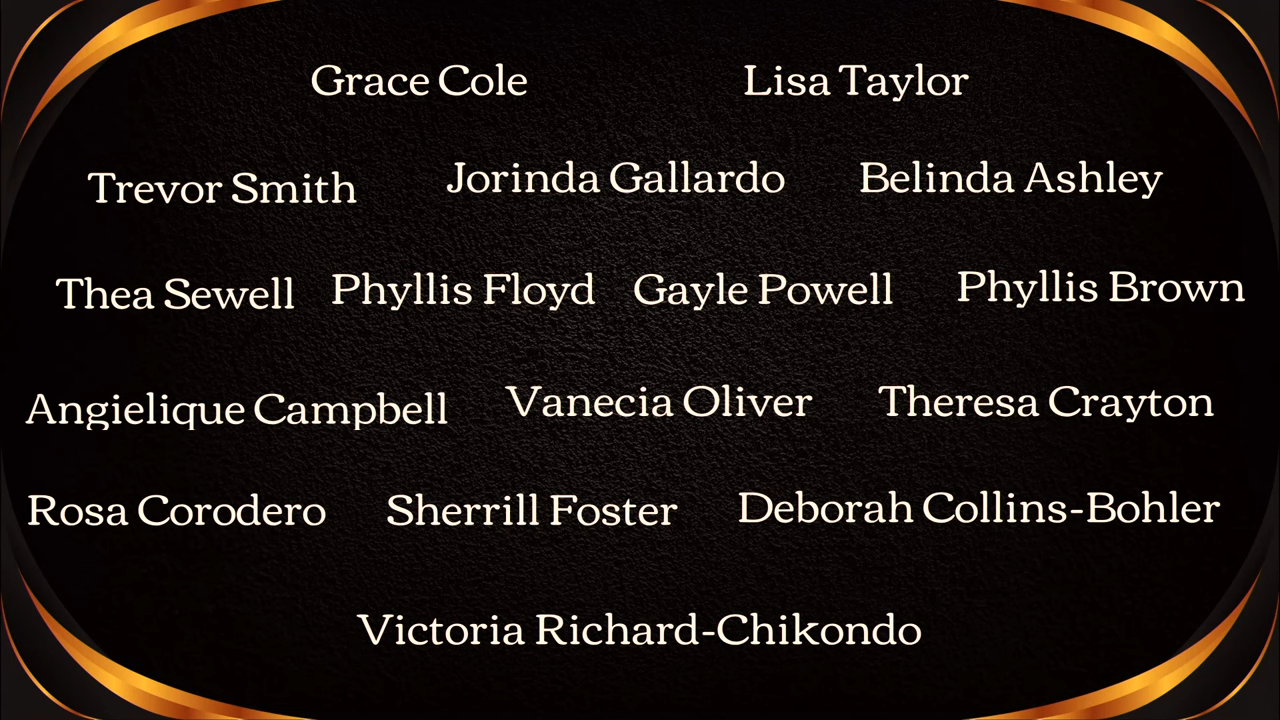 Grace Cole Lisa Taylor
Trevor Smith Jorinda Gallardo Belinda Ashley
Thea Sewell Phyllis Floyd Gayle Powell Phyllis Brown
Angielique Campbell Vanecia Oliver Theresa Crayton
Rosa Corodero Sherrill Foster Deborah Collins-Bohler
Victoria Richard-Chikondo